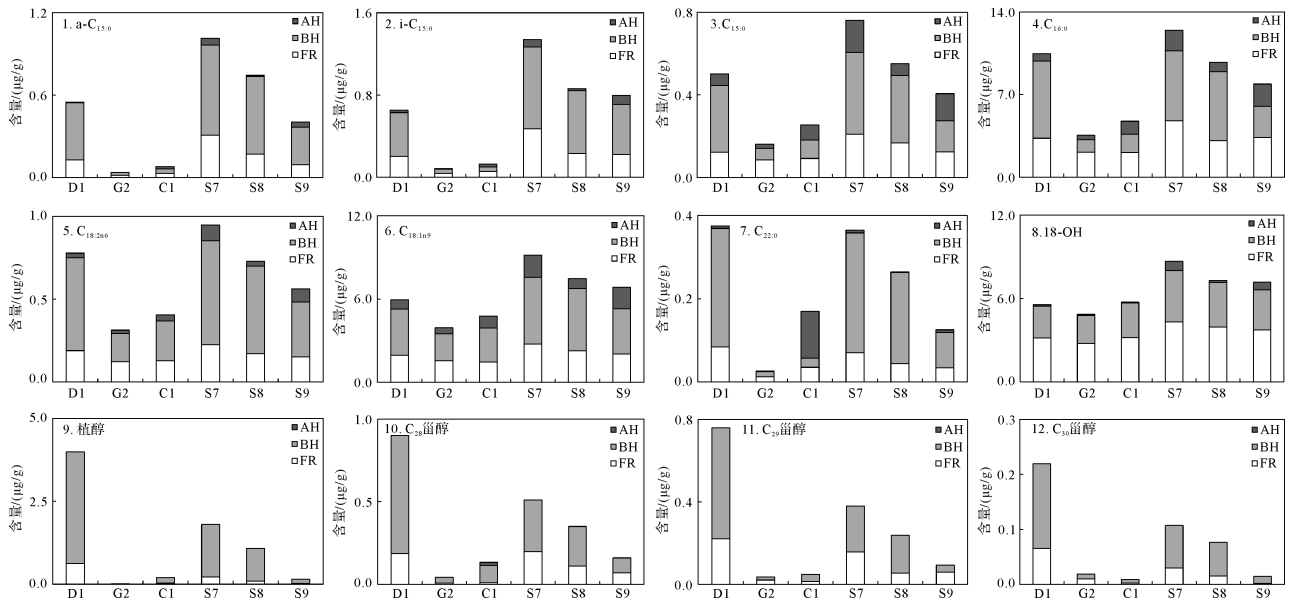 1. a-C15:0
含量/(μg/g)
1.2
0.6
0.0
AH
BH
FR
D1 G2 C1 S7 S8 S9
2. i-C15:0
含量/(μg/g)
1.6
0.8
0.0
AH
BH
FR
D1 G2 C1 S7 S8 S9
3.C15:0
含量/(μg/g)
0.8
0.4
0.0
AH
BH
FR
D1 G2 C1 S7 S8 S9
4.C16:0
含量/(μg/g)
14.0
7.0
0.0
AH
BH
FR
D1 G2 C1 S7 S8 S9
5. C18:2n6
含量/(μg/g)
1.0
0.5
0.0
AH
BH
FR
D1 G2 C1 S7 S8 S9
6. C18:1n9
含量/(μg/g)
12.0
6.0
0.0
AH
BH
FR
D1 G2 C1 S7 S8 S9
7. C22:0
含量/(μg/g)
0.4
0.2
0.0
AH
BH
FR
D1 G2 C1 S7 S8 S9
8.18-OH
含量/(μg/g)
12.0
6.0
0.0
AH
BH
FR
D1 G2 C1 S7 S8 S9
9. 植醇
含量/(μg/g)
5.0
2.5
0.0
AH
BH
FR
D1 G2 C1 S7 S8 S9
10. C28甾醇
含量/(μg/g)
1.0
0.5
0.0
AH
BH
FR
D1 G2 C1 S7 S8 S9
11. C29甾醇
含量/(μg/g)
0.8
0.4
0.0
AH
BH
FR
D1 G2 C1 S7 S8 S9
12. C30甾醇
含量/(μg/g)
0.3
0.2
0.1
0.0
AH
BH
FR
D1 G2 C1 S7 S8 S9